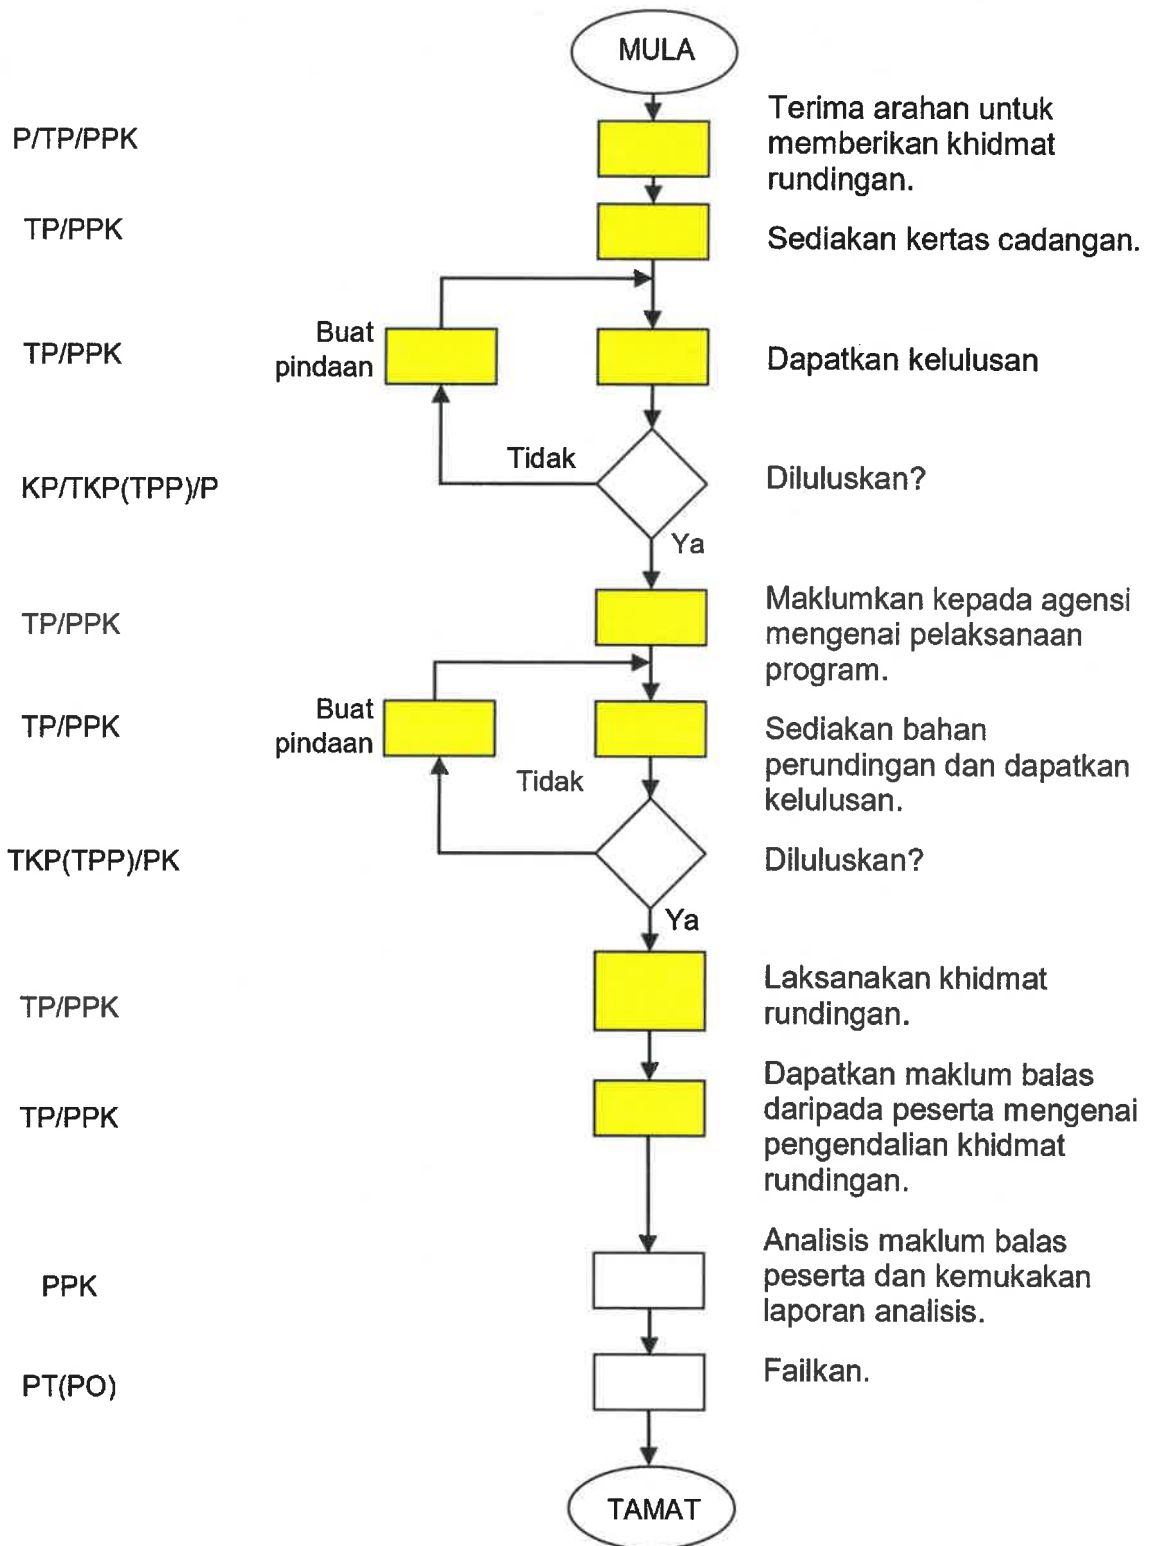 MULA
P/TP/PPK
Terima arahan untuk
memberikan khidmat
rundingan.
TP/PPK
Sediakan kertas cadangan.
TP/PPK
Buat
pindaan
Dapatkan kelulusan
Tidak
KP/TKP(TPP)/P
Diluluskan?
Ya
TP/PPK
Maklumkan kepada agensi
mengenai pelaksanaan
program.
TP/PPK
Buat
pindaan
Sediakan bahan
perundingan dan dapatkan
kelulusan.
Tidak
TKP(TPP)/PK
Diluluskan?
Ya
TP/PPK
Laksanakan khidmat
rundingan.
TP/PPK
Dapatkan maklum balas
daripada peserta mengenai
pengendalian khidmat
rundingan.
PPK
Analisis maklum balas
peserta dan kemukakan
laporan analisis.
PT(PO)
Failkan.
TAMAT